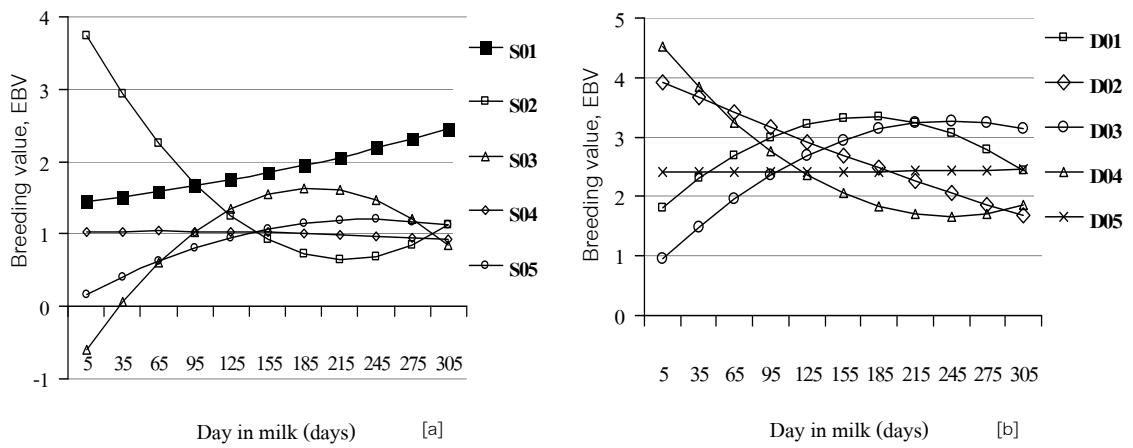 4
3
2
1
0
-1
Breeding value, EBV
5 35 65 95 125 155 185 215 245 275 305
Day in milk (days)
[a]
S01
S02
S03
S04
S05
5
4
3
2
1
0
Breeding value, EBV
5 35 65 95 125 155 185 215 245 275 305
Day in milk (days)
[b]
D01
D02
D03
D04
D05